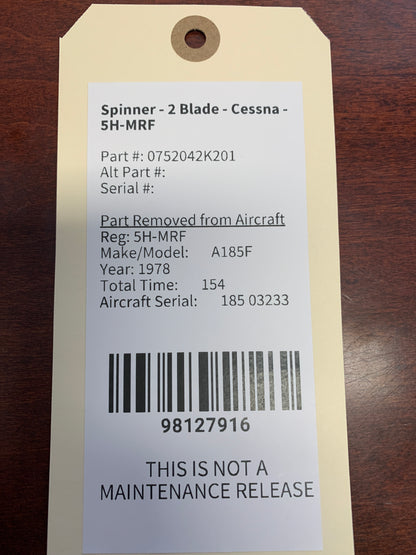 Spinner - 2 Blade - Cessna -
5H-MRF
Part #: 0752042K201
Alt Part #:
Serial #:
Part Removed from Aircraft
Reg: 5H-MRF
Make/Model: A185F
Year: 1978
Total Time: 154
Aircraft Serial: 185 03233
98127916
THIS IS NOT A
MAINTENANCE RELEASE